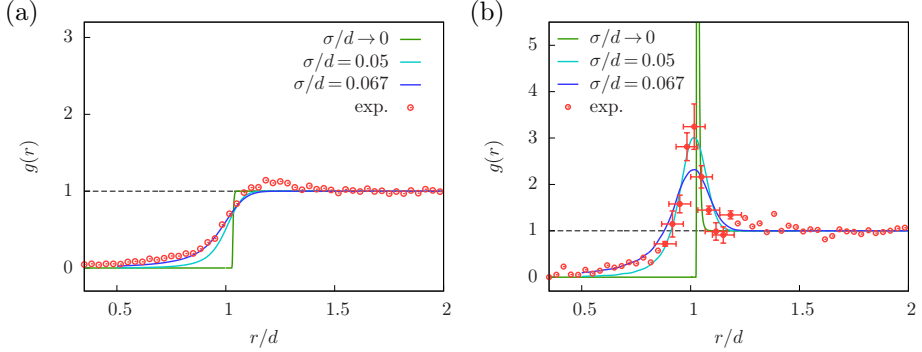 (a)
g(r)
3
2
1
0
σ/d → 0
σ/d = 0.05
σ/d = 0.067
exp.
0.5
1
1.5
2
r/d
(b)
g(r)
5
4
3
2
1
0
σ/d → 0
σ/d = 0.05
σ/d = 0.067
exp.
0.5
1
1.5
2
r/d